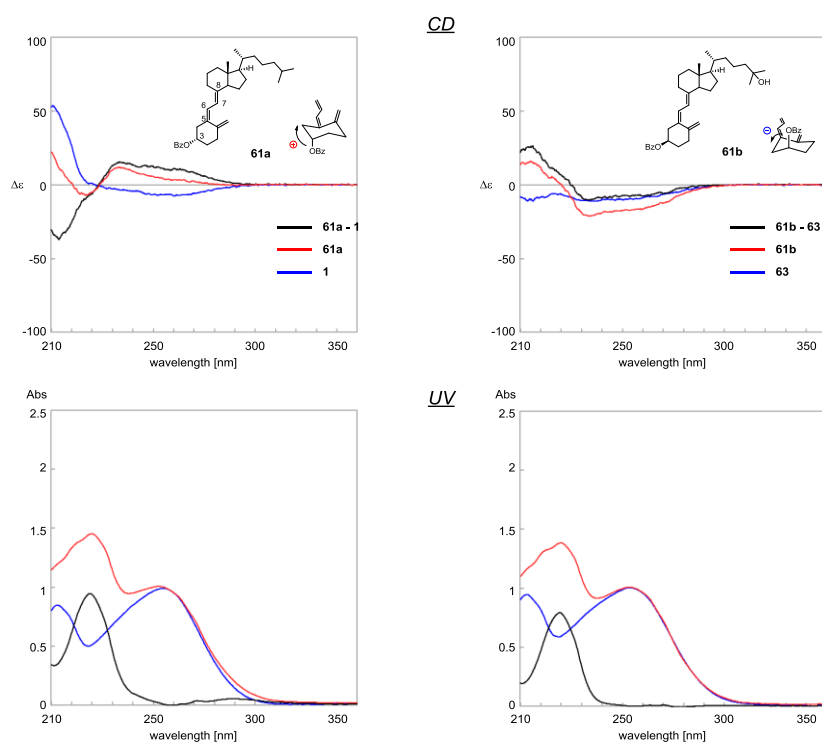 CD
100
50
0
-50
-100
Δε
210
250
300
350
wavelength [nm]
H
8
7
6
5
3
BzO
61a
OBz
61a - 1
61a
1
100
50
0
-50
-100
Δε
210
250
300
350
wavelength [nm]
H
OH
BzO
61b
OBz
61b - 63
61b
63
UV
Abs
2.5
2
1.5
1
0.5
0
210
250
300
350
wavelength [nm]
Abs
2.5
2
1.5
1
0.5
0
210
250
300
350
wavelength [nm]